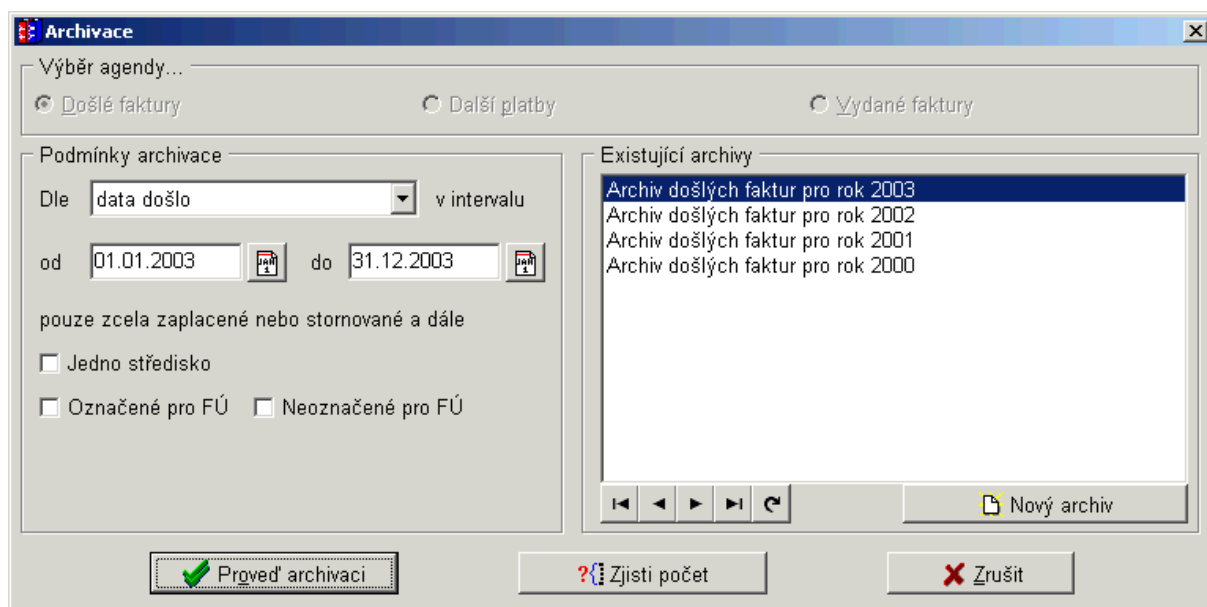 Archivace
Výběr agendy...
Došlé faktury Další platby Vydané faktury
Podmínky archivace
Dle data došlo v intervalu
od 01.01.2003 do 31.12.2003
pouze zcela zaplacené nebo stornované a dále
Jedno středisko
Označené pro FÚ Neoznačené pro FÚ
Existující archivy
Archiv došlých faktur pro rok 2003
Archiv došlých faktur pro rok 2002
Archiv došlých faktur pro rok 2001
Archiv došlých faktur pro rok 2000
Nový archiv
Proveď archivaci Zjisti počet Zrušit